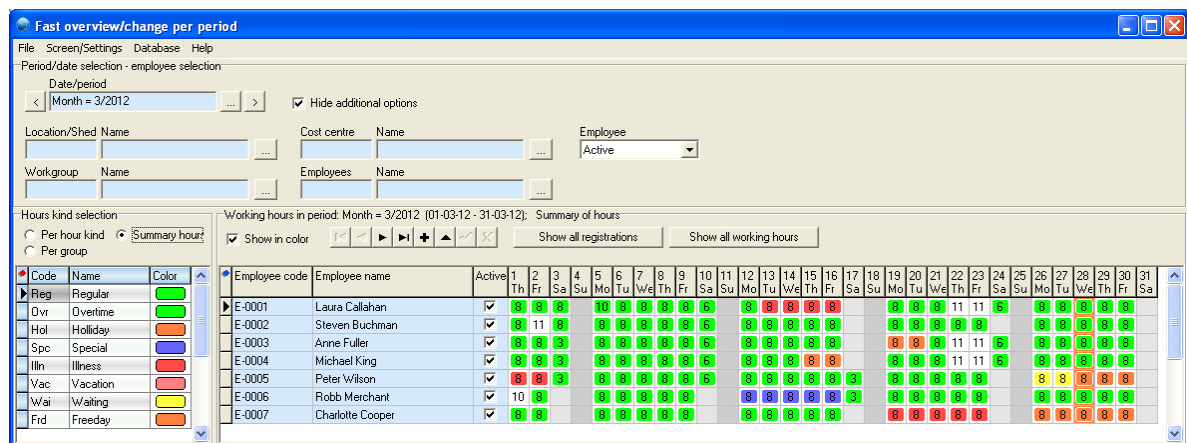 Fast overview/change per period
File Screen/Settings Database Help
Period/date selection - employee selection
Date/period
< Month = 3/2012 ... > Hide additional options
Location/Shed Name Cost centre Name Employee
... ... Active
Workgroup Name Employees Name
... ...
Hours kind selection Working hours in period: Month = 3/2012 (01-03-12 - 31-03-12); Summary of hours
Per hour kind Summary hours Show in color Show all registrations Show all working hours
Per group
Code Name Color Employee code Employee name Active 1 2 3 4 5 6 7 8 9 10 11 12 13 14 15 16 17 18 19 20 21 22 23 24 25 26 27 28 29 30 31
Th Fr Sa Su Mo Tu We Th Fr Sa Su Mo Tu We Th Fr Sa Su Mo Tu We Th Fr Sa Su Mo Tu We Th Fr Sa
Reg Regular E-0001 Laura Callahan 8 8 8 10 8 8 8 8 6 8 8 8 8 8 8 8 8 11 11 6 8 8 8 8 8
Ovr Overtime E-0002 Steven Buchman 8 11 8 8 8 8 8 8 6 8 8 8 8 8 8 8 8 8 8 8 8 8 8 8
Hol Holliday E-0003 Anne Fuller 8 8 3 8 8 8 8 8 6 8 8 8 8 8 8 8 8 11 11 6 8 8 8 8 8
Spc Special E-0004 Michael King 8 8 3 8 8 8 8 8 6 8 8 8 8 8 8 8 8 11 11 6 8 8 8 8 8
Illn Illness E-0005 Peter Wilson 8 8 3 8 8 8 8 8 6 8 8 8 8 8 3 8 8 8 8 8 8 8 8 8 8
Vac Vacation E-0006 Robb Merchant 10 8 8 8 8 8 8 8 8 8 8 8 3 8 8 8 8 8 8 8 8 8 8
Wai Waiting E-0007 Charlotte Cooper 8 8 8 8 8 8 8 8 8 8 8 8 8 8 8 8 8 8 8 8 8 8
Frd Freeday